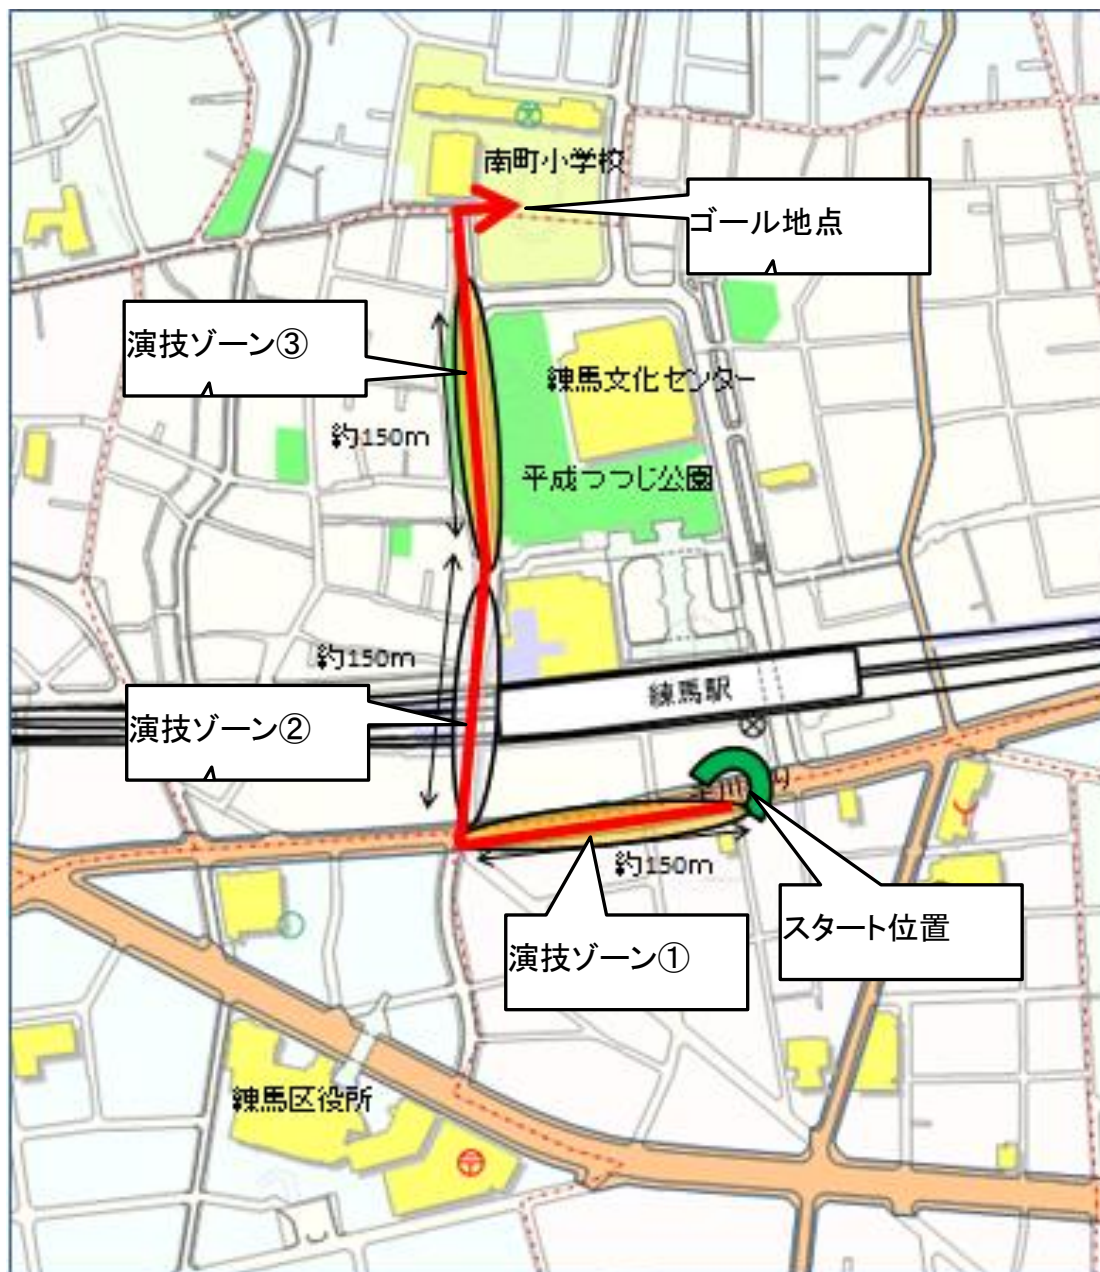 南町小学校
ゴール地点
演技ゾーン③
練馬文化センター
約150m
平成つつじ公園
約150m
練馬駅
演技ゾーン②
約150m
スタート位置
演技ゾーン①
練馬区役所